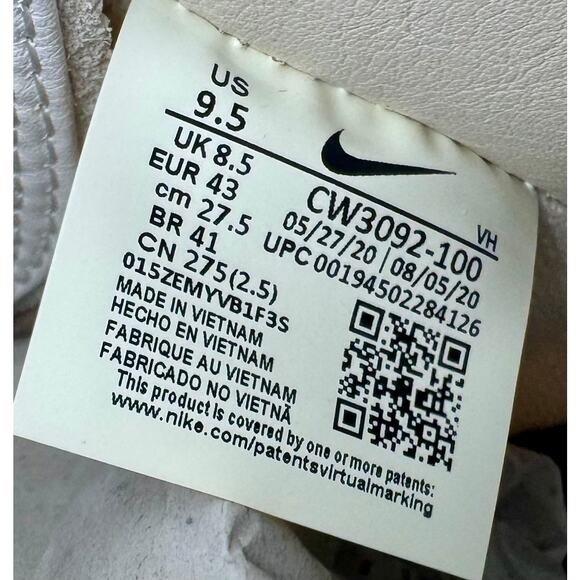 US
9.5
UK 8.5
EUR 43
cm 27.5
BR 41
CN 275(2.5)
015ZEMYVB1F3S
MADE IN VIETNAM
HECHO EN VIETNAM
FABRIQUE AU VIETNAM
FABRICADO NO VIETNÃ
This product is covered by one or more patents:
www.nike.com/patentsvirtualmarking
VH
CW3092-100
05/27/20 | 08/05/20
UPC 00194502284126